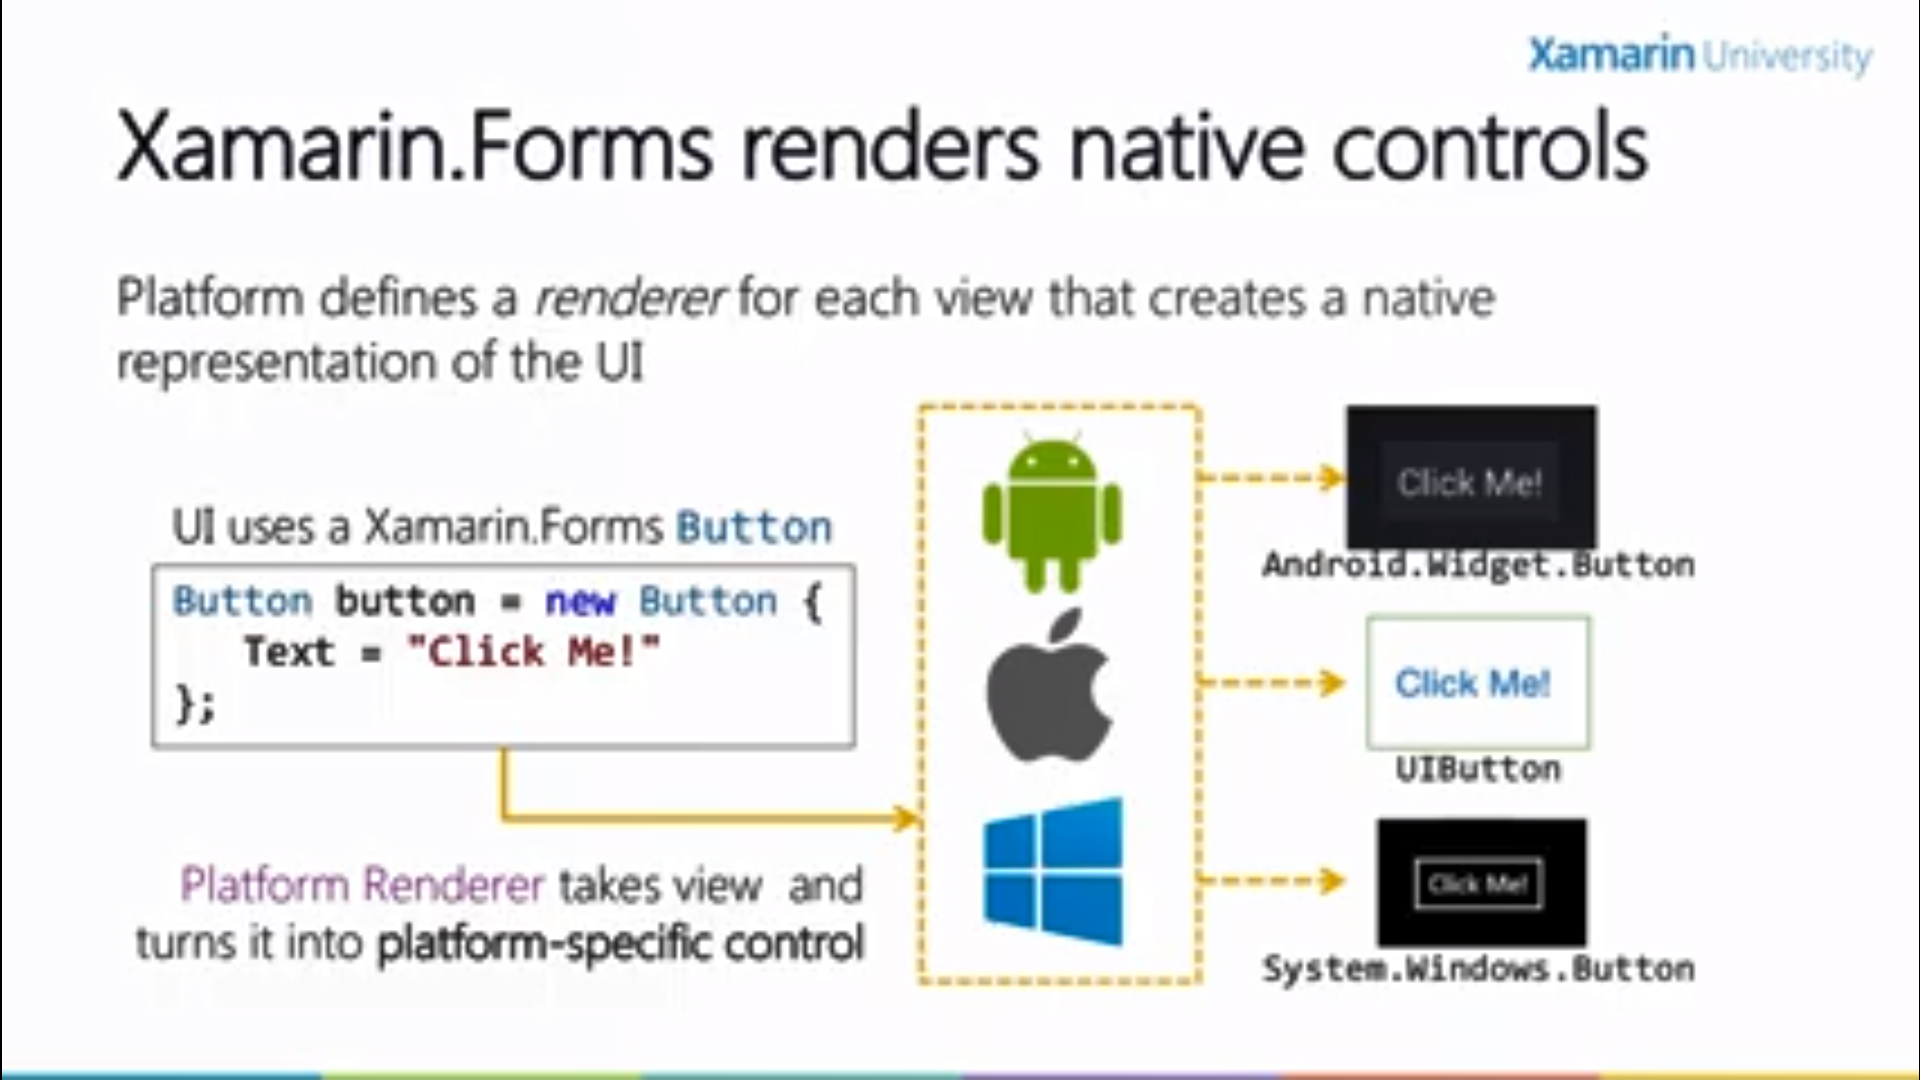 Xamarin University
Xamarin.Forms renders native controls
Platform defines a renderer for each view that creates a native
representation of the UI
UI uses a Xamarin.Forms Button
Button button = new Button {
Text = "Click Me!"
};
Platform Renderer takes view and
turns it into platform-specific control
Click Me!
Android.Widget.Button
Click Me!
UIButton
Click Me!
System.Windows.Button